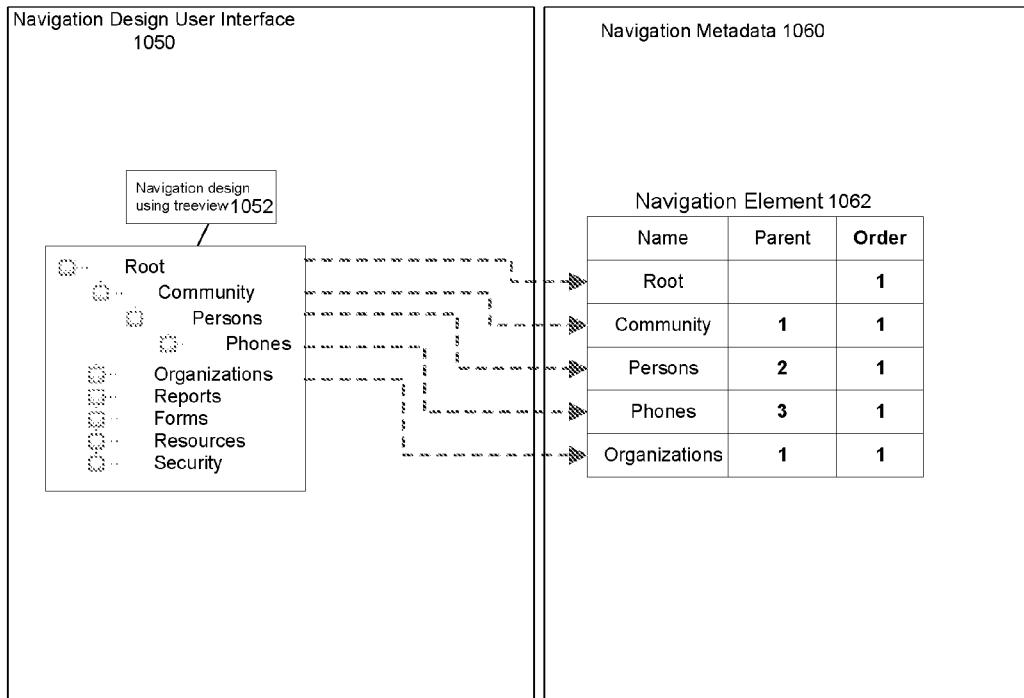 Navigation Design User Interface
1050
Navigation design
using treeview 1052
Root
Community
Persons
Phones
Organizations
Reports
Forms
Resources
Security
Navigation Metadata 1060
Navigation Element 1062
Name Parent Order
Root 1
Community 1 1
Persons 2 1
Phones 3 1
Organizations 1 1